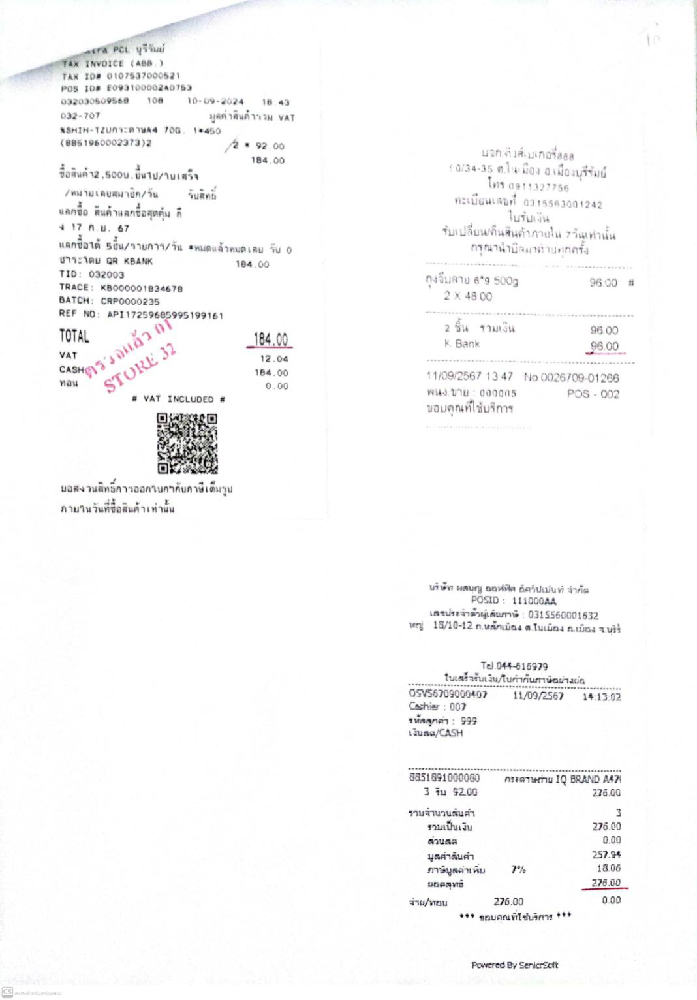 PCL บุรีรัมย์
TAX INVOICE (ABB.)
TAX ID# 0107537000521
POS ID# E093100002A0753
032030509568 108 10-09-2024 18.43
032-707 มูลค่าสินค้ารวม VAT
%SHIH-TZUกระดาษA4 70G. 1*450
(8851960002373)2 /2 * 92.00
184.00
ซื้อสินค้า2,500บ.ขึ้นไป/ใบเสร็จ
/หมายเลขสมาชิก/วัน รับสิทธิ์
แลกซื้อ สินค้าแลกซื้อสุดคุ้ม ถึ
ง 17 ก.ย. 67
แลกซื้อได้ 5ชิ้น/รายการ/วัน *หมดแล้วหมดเลย รับ 0
ชำระโดย QR KBANK 184.00
TID: 032003
TRACE: KB000001834678
BATCH: CRP0000235
REF NO: API17259685995199161
TOTAL 184.00
VAT 12.04
CASH 184.00
ทอน 0.00
ตรวจแล้ว 01
STORE 32
# VAT INCLUDED #
ขอสงวนสิทธิ์การออกใบกำกับภาษีเต็มรูป
ภายในวันที่ซื้อสินค้าเท่านั้น
บจก.คิงส์เบเกอรี่888
0/34-35 ต.ในเมือง อ.เมืองบุรีรัมย์
โทร 0911327756
ทะเบียนเลขที่ 0315563001242
ใบรับเงิน
รับเปลี่ยน/คืนสินค้าภายใน 7วันเท่านั้น
กรุณานำบิลมาด้วยทุกครั้ง
ถุงจีบลาย 6*9 500g 96.00 #
2 X 48.00
2 ชิ้น รวมเงิน 96.00
K. Bank 96.00
11/09/2567 13:47 No.0026709-01266
พนง.ขาย : 000005 POS - 002
ขอบคุณที่ใช้บริการ
บริษัท ผลบุญ ออฟฟิศ อิควิปเม้นท์ จำกัด
POSID : 111000AA
เลขประจำตัวผู้เสียภาษี : 0315560001632
หญ่ 18/10-12 ถ.หลักเมือง ต.ในเมือง อ.เมือง จ.บุรีรั
Tel.044-616979
ใบเสร็จรับเงิน/ใบกำกับภาษีอย่างย่อ
OSVS6709000407 11/09/2567 14:13:02
Cashier : 007
รหัสลูกค้า : 999
เงินสด/CASH
8851891000080 กระดาษถ่าย IQ BRAND A470
3 รีม 92.00 276.00
รวมจำนวนสินค้า 3
รวมเป็นเงิน 276.00
ส่วนลด 0.00
มูลค่าสินค้า 257.94
ภาษีมูลค่าเพิ่ม 7% 18.06
ยอดสุทธิ 276.00
จ่าย/ทอน 276.00 0.00
*** ขอบคุณที่ใช้บริการ ***
Powered By SeniorSoft
CS สแกนด้วย CamScanner